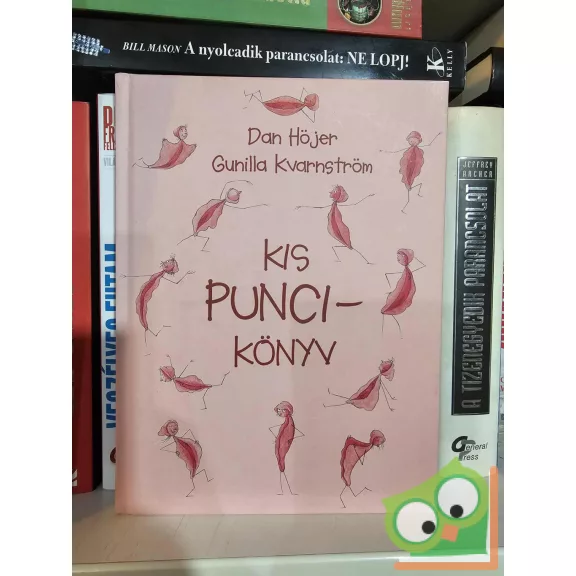 BILL MASON A nyolcadik parancsolat: NE LOPJ!
K
KELLY
Dan Höjer
Gunilla Kvarnström
KIS
PUNCI-
KÖNYV
JEFFREY
ARCHER
A TIZENEGYEDIK PARANCSOLAT
General
Press